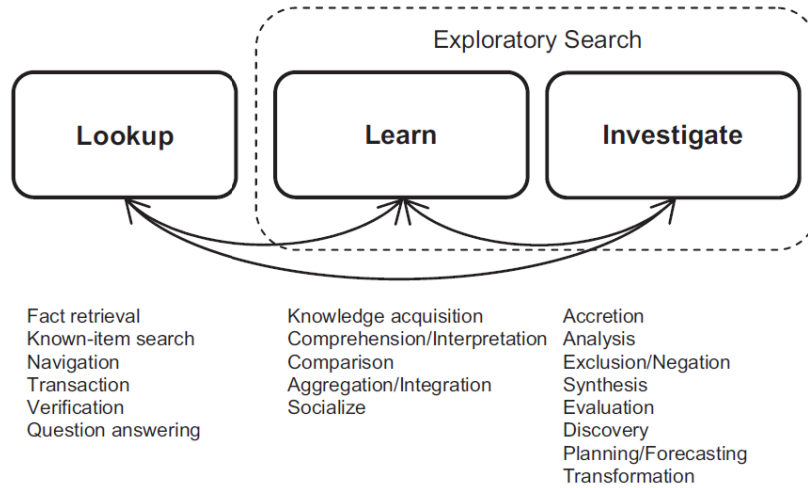 Exploratory Search
Lookup
Learn
Investigate
Fact retrieval
Known-item search
Navigation
Transaction
Verification
Question answering
Knowledge acquisition
Comprehension/Interpretation
Comparison
Aggregation/Integration
Socialize
Accretion
Analysis
Exclusion/Negation
Synthesis
Evaluation
Discovery
Planning/Forecasting
Transformation